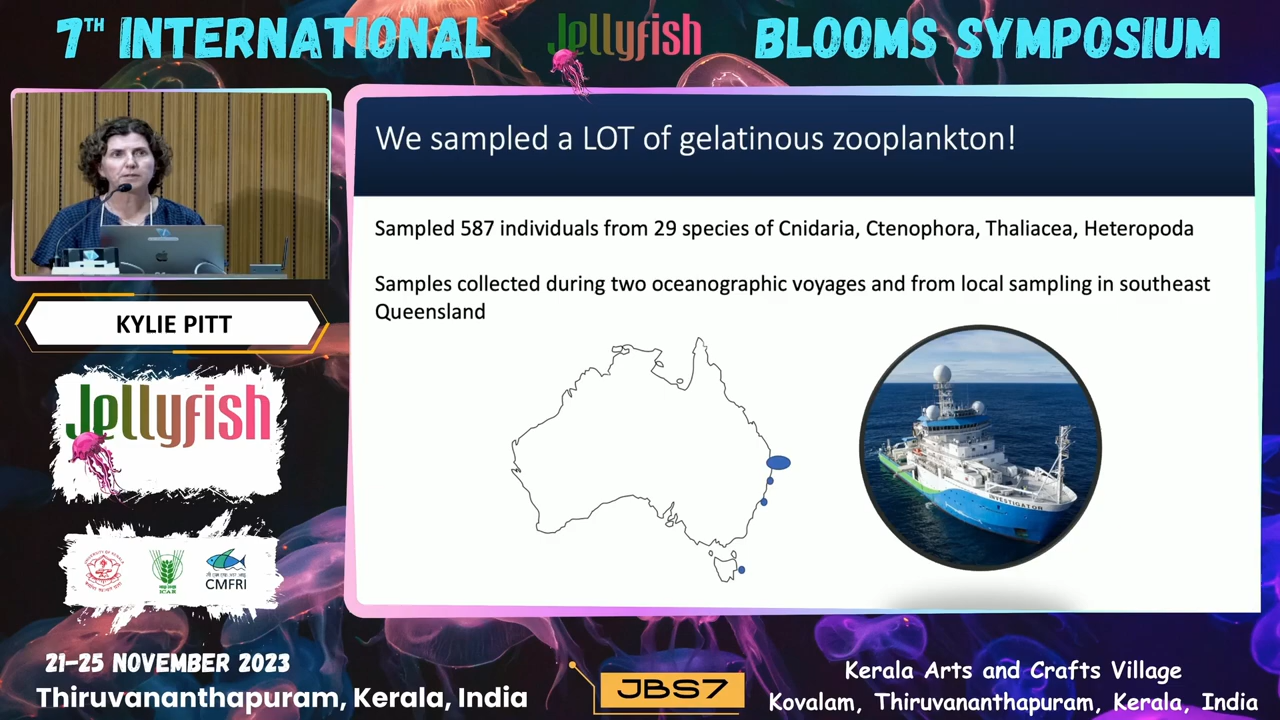 7TH INTERNATIONAL Jellyfish BLOOMS SYMPOSIUM
We sampled a LOT of gelatinous zooplankton!
Sampled 587 individuals from 29 species of Cnidaria, Ctenophora, Thaliacea, Heteropoda
Samples collected during two oceanographic voyages and from local sampling in southeast
Queensland
INVESTIGATOR
KYLIE PITT
Jellyfish
ICAR
CMFRI
21-25 NOVEMBER 2023
Thiruvananthapuram, Kerala, India
JBS7
Kerala Arts and Crafts Village
Kovalam, Thiruvananthapuram, Kerala, India